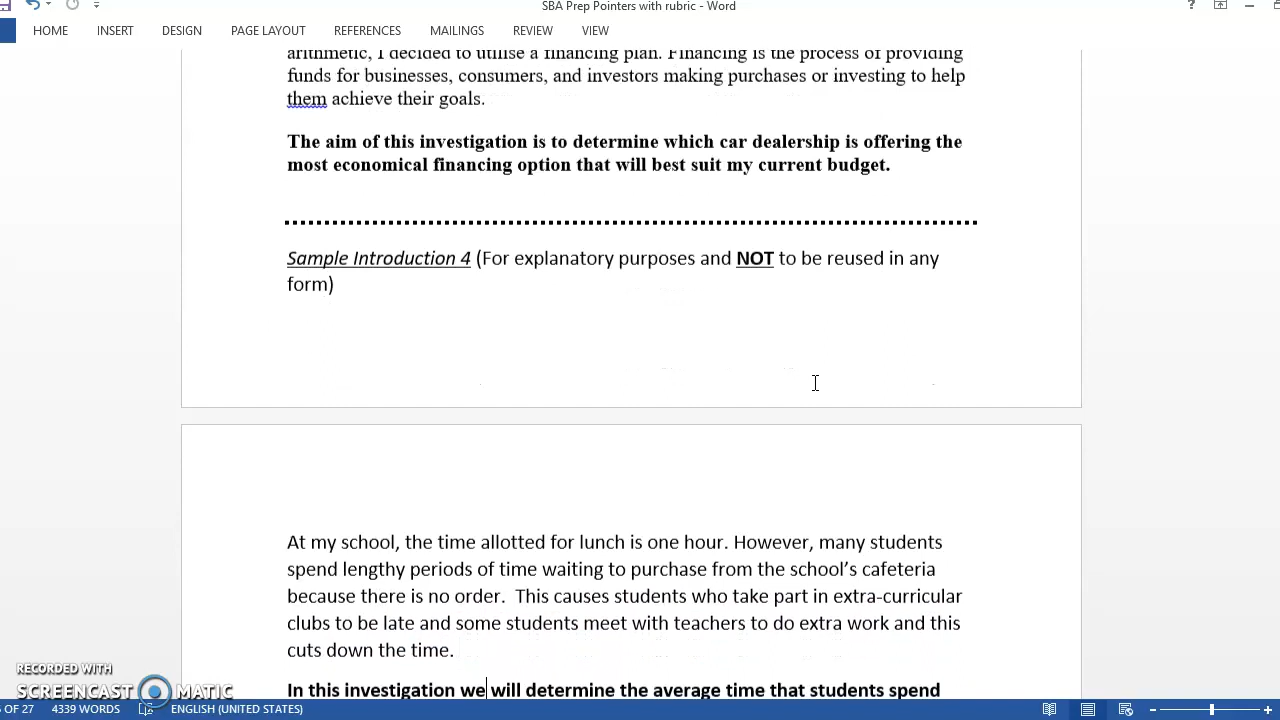 SBA Prep Pointers with rubric - Word
?
HOME INSERT DESIGN PAGE LAYOUT REFERENCES MAILINGS REVIEW VIEW
arithmetic, I decided to utilise a financing plan. Financing is the process of providing
funds for businesses, consumers, and investors making purchases or investing to help
them achieve their goals.
The aim of this investigation is to determine which car dealership is offering the
most economical financing option that will best suit my current budget.
Sample Introduction 4 (For explanatory purposes and NOT to be reused in any
form)
At my school, the time allotted for lunch is one hour. However, many students
spend lengthy periods of time waiting to purchase from the school’s cafeteria
because there is no order.  This causes students who take part in extra-curricular
clubs to be late and some students meet with teachers to do extra work and this
cuts down the time.
In this investigation we will determine the average time that students spend
RECORDED WITH
SCREENCAST MATIC
OF 27 4339 WORDS ENGLISH (UNITED STATES)